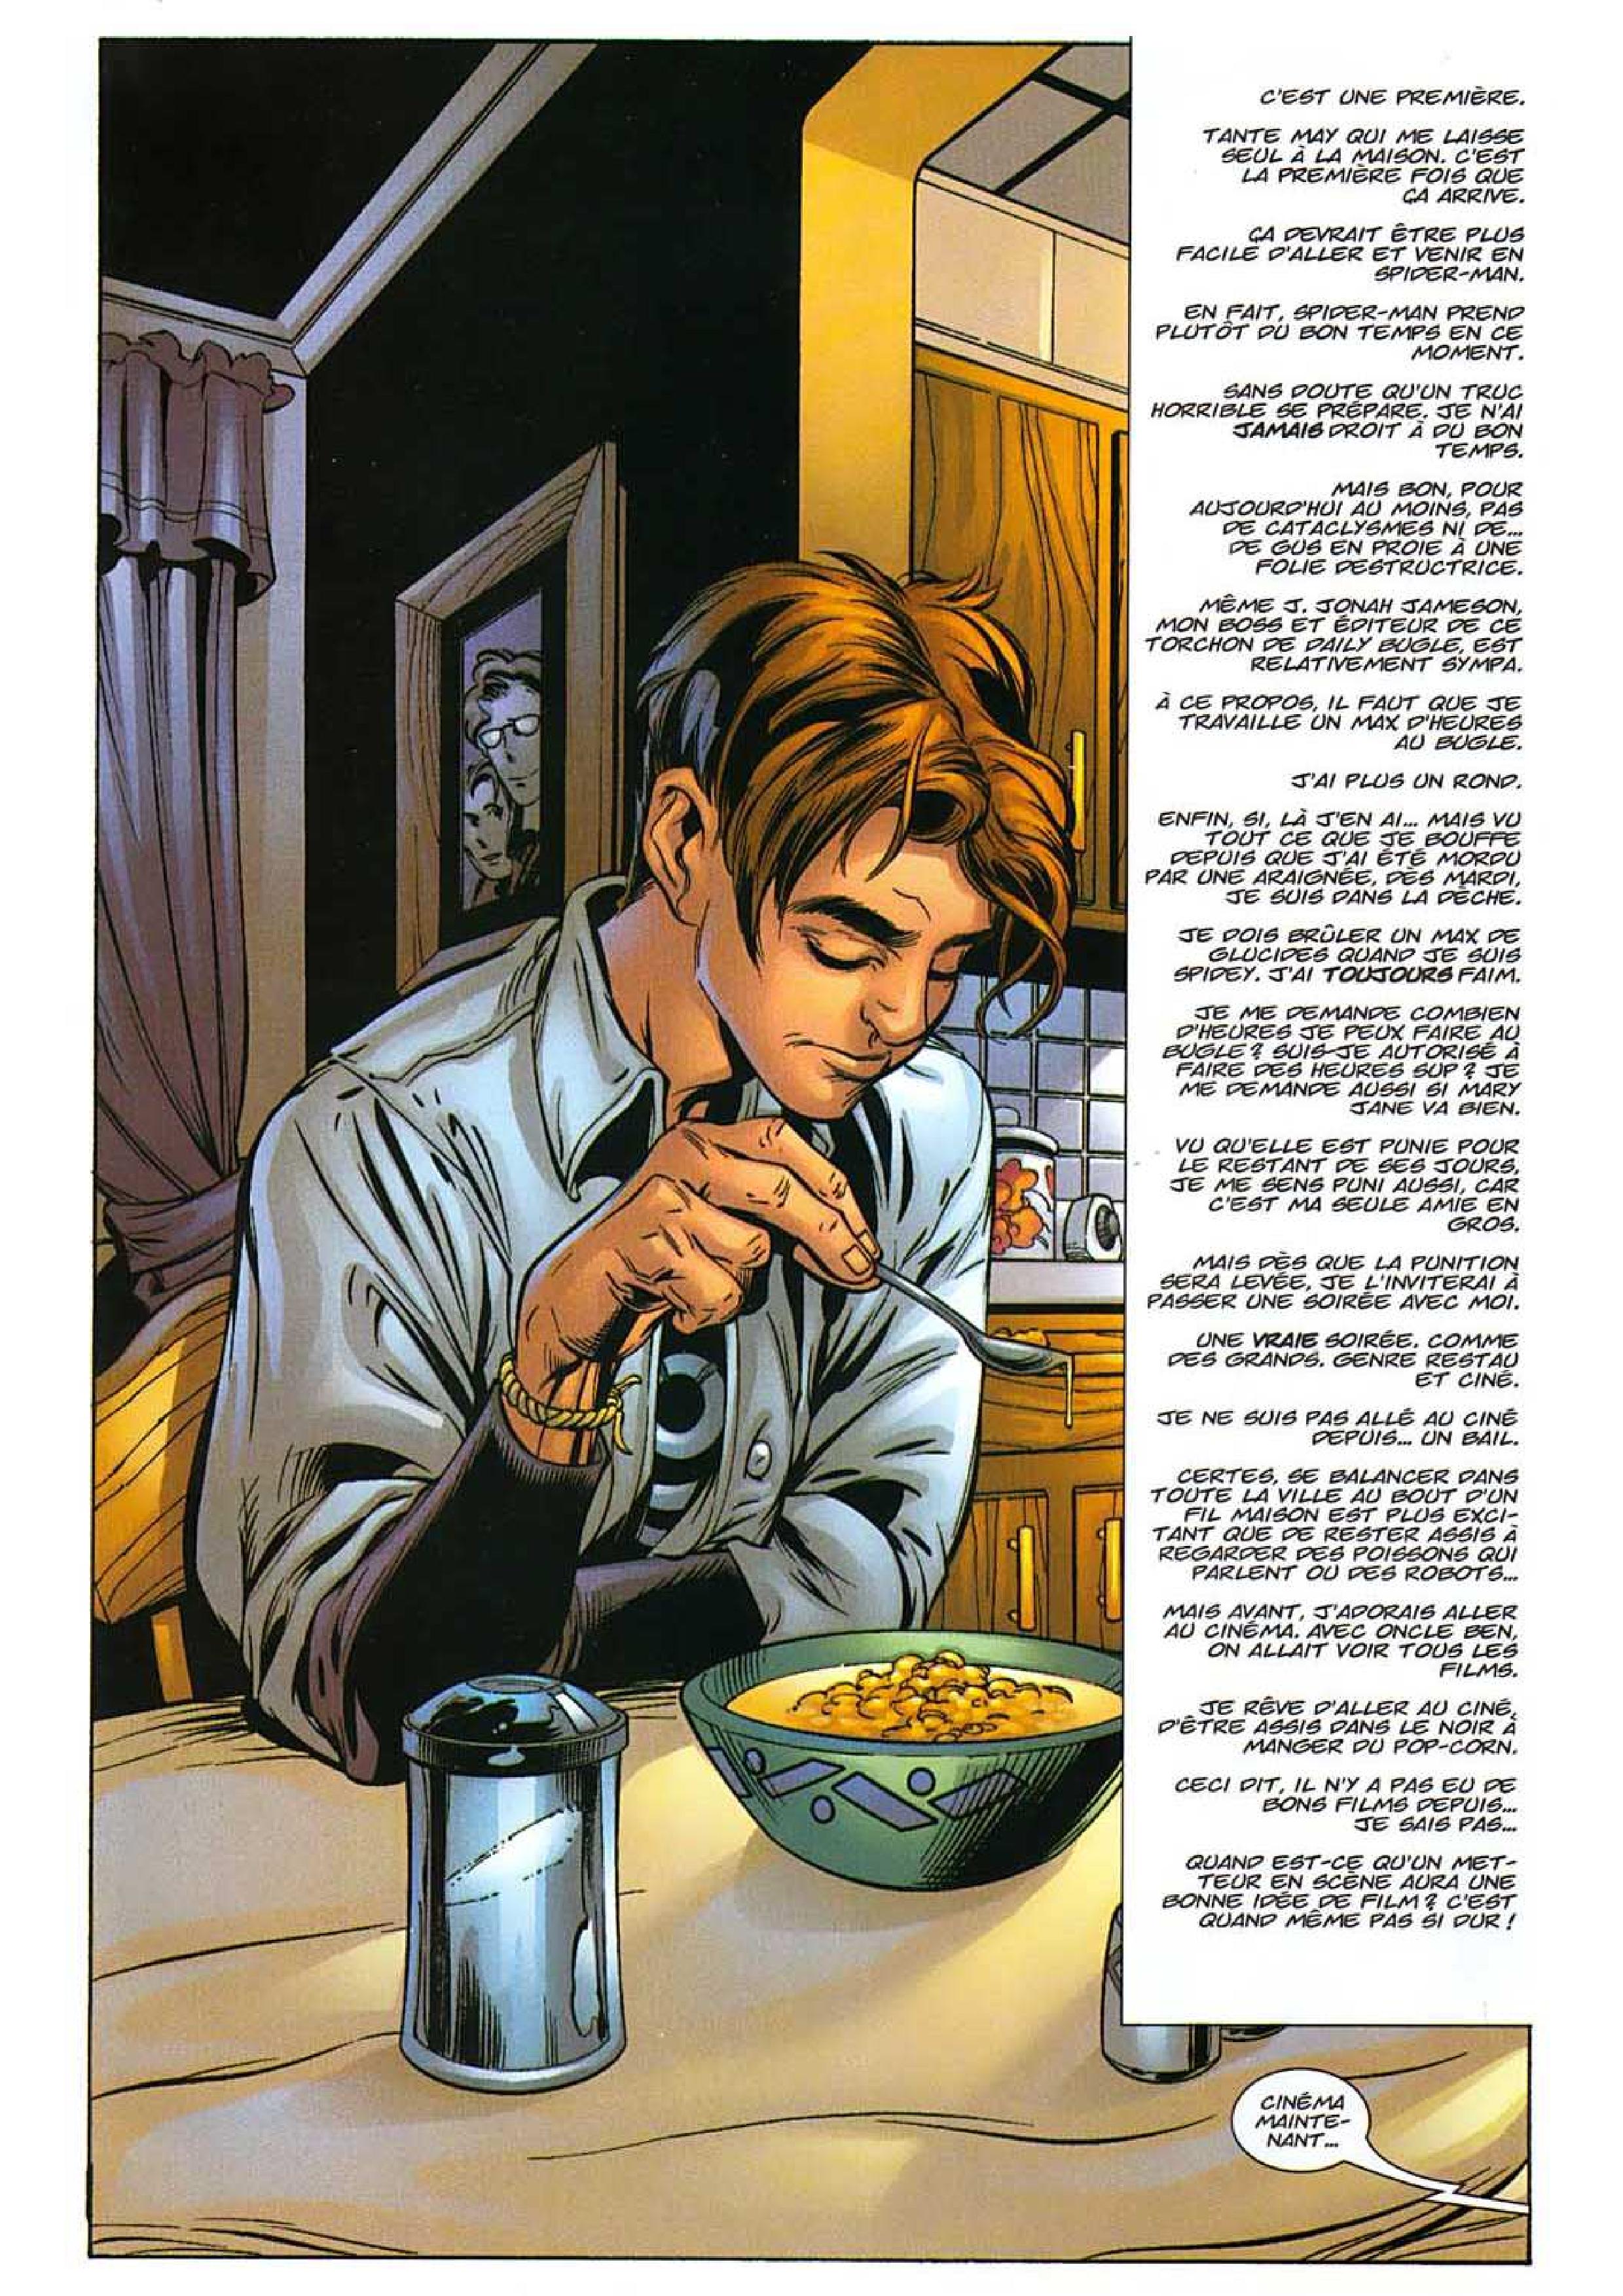 C'EST UNE PREMIÈRE.
TANTE MAY QUI ME LAISSE
SEUL À LA MAISON. C'EST
LA PREMIÈRE FOIS QUE
ÇA ARRIVE.
ÇA DEVRAIT ÊTRE PLUS
FACILE D'ALLER ET VENIR EN
SPIDER-MAN.
EN FAIT, SPIDER-MAN PREND
PLUTÔT DU BON TEMPS EN CE
MOMENT.
SANS DOUTE QU'UN TRUC
HORRIBLE SE PRÉPARE. JE N'AI
JAMAIS DROIT À DU BON
TEMPS.
MAIS BON, POUR
AUJOURD'HUI AU MOINS, PAS
DE CATACLYSMES NI DE...
DE GUS EN PROIE À UNE
FOLIE DESTRUCTRICE.
MÊME J. JONAH JAMESON,
MON BOSS ET ÉDITEUR DE CE
TORCHON DE DAILY BUGLE, EST
RELATIVEMENT SYMPA.
À CE PROPOS, IL FAUT QUE JE
TRAVAILLE UN MAX D'HEURES
AU BUGLE.
J'AI PLUS UN ROND.
ENFIN, SI, LÀ J'EN AI... MAIS VU
TOUT CE QUE JE BOUFFE
DEPUIS QUE J'AI ÉTÉ MORDU
PAR UNE ARAIGNÉE, DÈS MARDI,
JE SUIS DANS LA DÈCHE.
JE DOIS BRÛLER UN MAX DE
GLUCIDES QUAND JE SUIS
SPIDEY. J'AI TOUJOURS FAIM.
JE ME DEMANDE COMBIEN
D'HEURES JE PEUX FAIRE AU
BUGLE ? SUIS-JE AUTORISÉ À
FAIRE DES HEURES SUP ? JE
ME DEMANDE AUSSI SI MARY
JANE VA BIEN.
VU QU'ELLE EST PUNIE POUR
LE RESTANT DE SES JOURS,
JE ME SENS PUNI AUSSI, CAR
C'EST MA SEULE AMIE EN
GROS.
MAIS DÈS QUE LA PUNITION
SERA LEVÉE, JE L'INVITERAI À
PASSER UNE SOIRÉE AVEC MOI.
UNE VRAIE SOIRÉE. COMME
DES GRANDS. GENRE RESTAU
ET CINÉ.
JE NE SUIS PAS ALLÉ AU CINÉ
DEPUIS... UN BAIL.
CERTES, SE BALANCER DANS
TOUTE LA VILLE AU BOUT D'UN
FIL MAISON EST PLUS EXCI-
TANT QUE DE RESTER ASSIS À
REGARDER DES POISSONS QUI
PARLENT OU DES ROBOTS...
MAIS AVANT, J'ADORAIS ALLER
AU CINÉMA. AVEC ONCLE BEN,
ON ALLAIT VOIR TOUS LES
FILMS.
JE RÊVE D'ALLER AU CINÉ,
D'ÊTRE ASSIS DANS LE NOIR À
MANGER DU POP-CORN.
CECI DIT, IL N'Y A PAS EU DE
BONS FILMS DEPUIS...
JE SAIS PAS...
QUAND EST-CE QU'UN MET-
TEUR EN SCÈNE AURA UNE
BONNE IDÉE DE FILM ? C'EST
QUAND MÊME PAS SI DUR !
CINÉMA
MAINTE-
NANT...